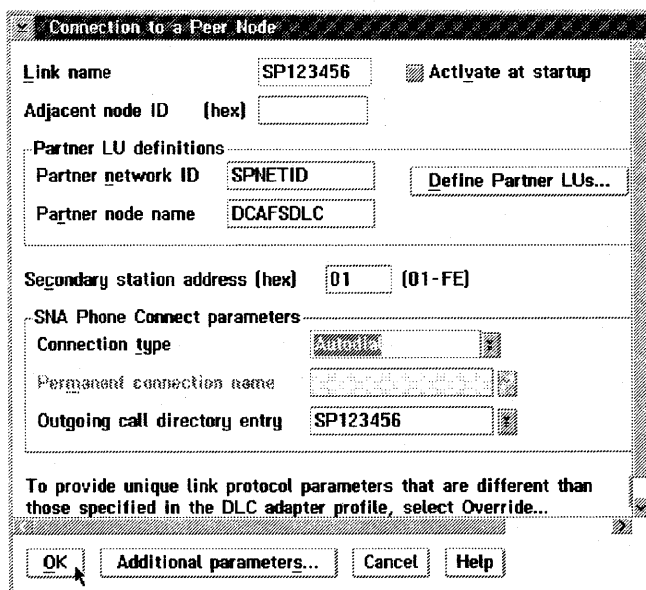 Connection to a Peer Node
Link name SP123456 Activate at startup
Adjacent node ID (hex)
Partner LU definitions
Partner network ID SPNETID Define Partner LUs...
Partner node name DCAFSDLC
Secondary station address (hex) 01 (01-FE)
SNA Phone Connect parameters
Connection type Autodial
Permanent connection name
Outgoing call directory entry SP123456
To provide unique link protocol parameters that are different than
those specified in the DLC adapter profile, select Override...
OK Additional parameters... Cancel Help